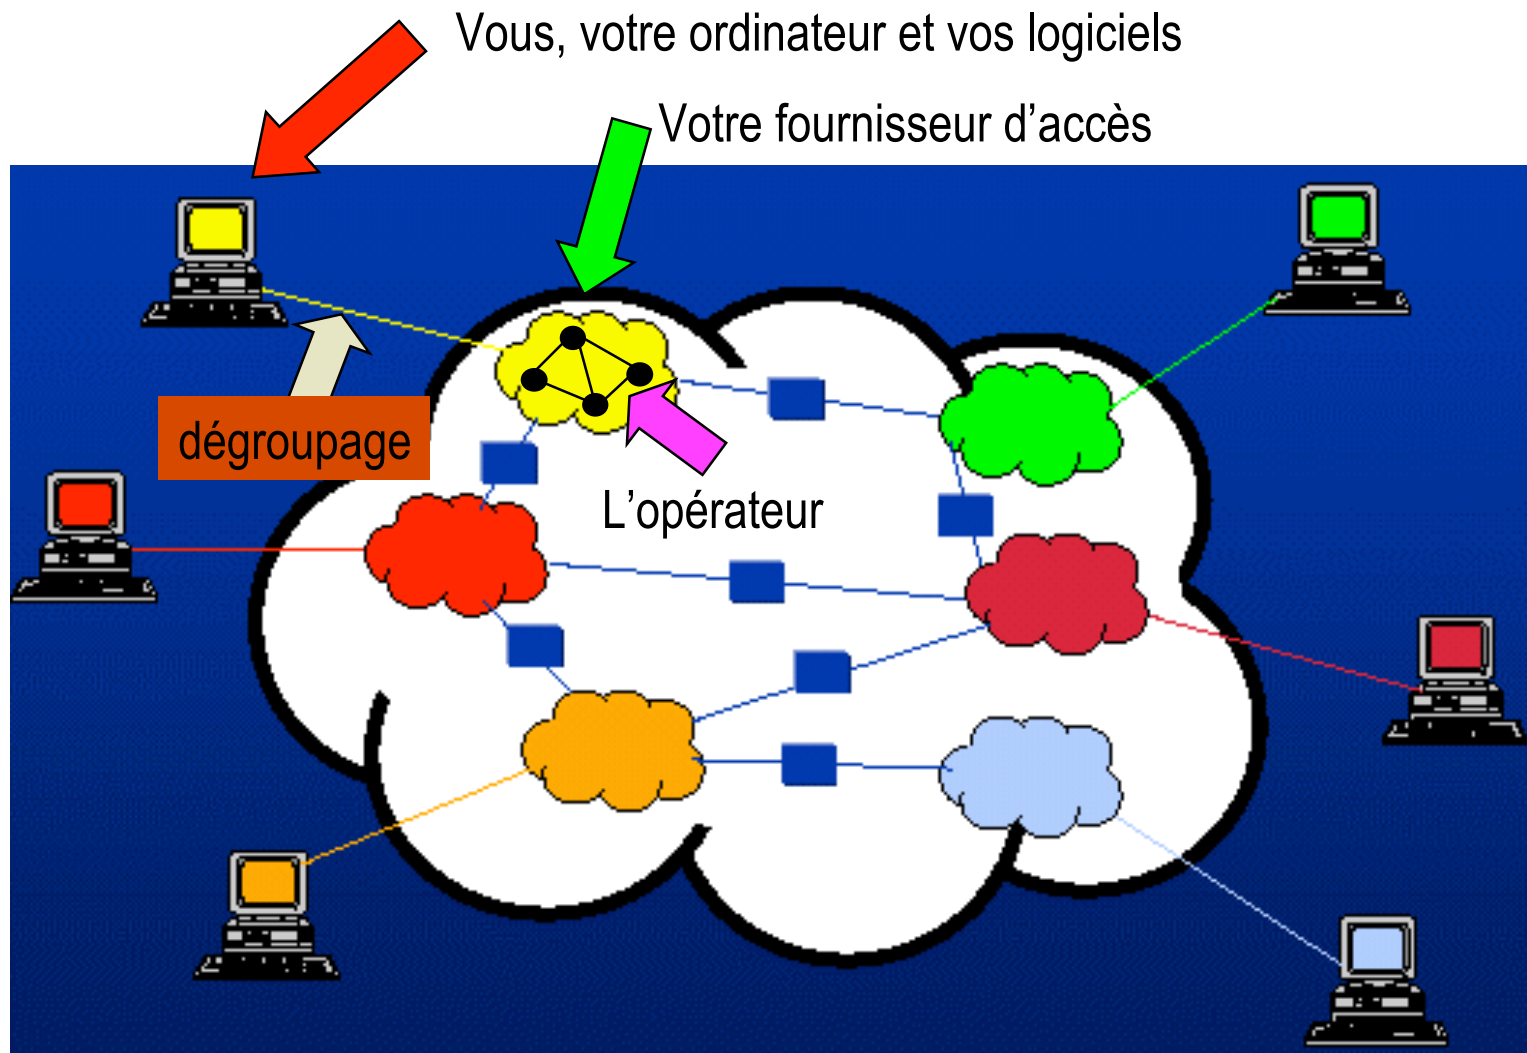 Vous, votre ordinateur et vos logiciels
Votre fournisseur d’accès
dégroupage
L’opérateur